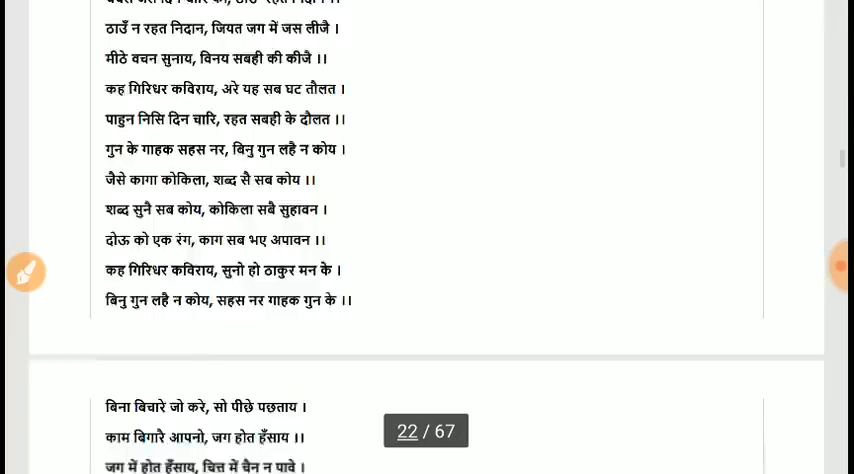 ठाउँ न रहत निदान, जियत जग में जस लीजै ।
मीठे वचन सुनाय, विनय सबही की कीजै ।।
कह गिरिधर कविराय, अरे यह सब घट तौलत ।
पाहुन निसि दिन चारि, रहत सबही के दौलत ।।
गुन के गाहक सहस नर, बिनु गुन लहै न कोय ।
जैसे कागा कोकिला, शब्द सै सब कोय ।।
शब्द सुनै सब कोय, कोकिला सबै सुहावन ।
दोऊ को एक रंग, काग सब भए अपावन ।।
कह गिरिधर कविराय, सुनो हो ठाकुर मन के ।
बिनु गुन लहै न कोय, सहस नर गाहक गुन के ।।
बिना बिचारे जो करे, सो पीछे पछताय ।
काम बिगारै आपनो, जग होत हँसाय ।।
22 / 67
जग में होत हँसाय, चित्त में चैन न पावे ।